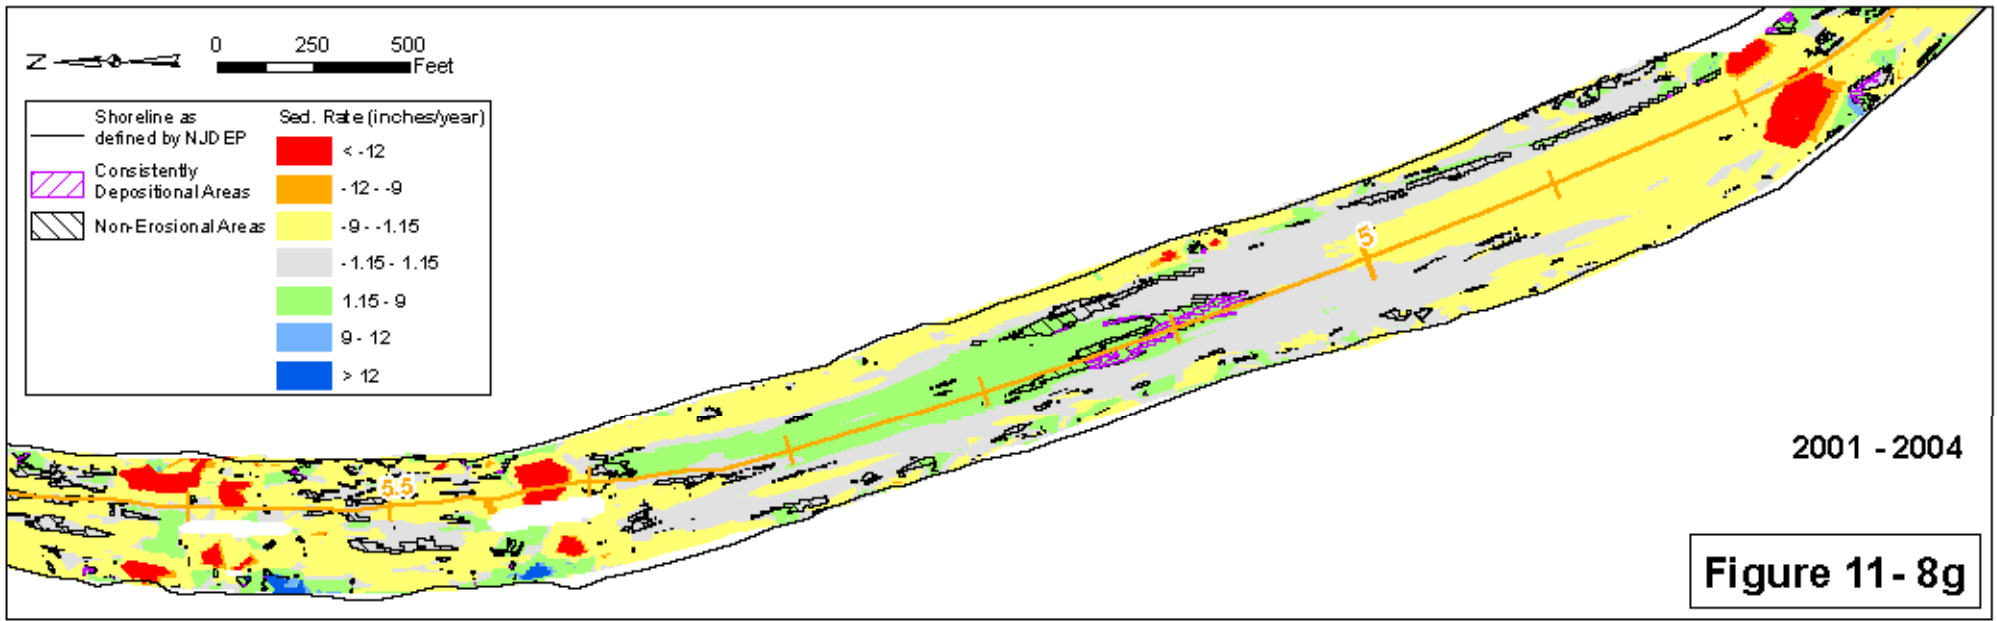 N
0 250 500
Feet
Shoreline as
defined by NJDEP
Consistently
Depositional Areas
Non-Erosional Areas
Sed. Rate (inches/year)
< -12
-12 - -9
-9 - -1.15
-1.15 - 1.15
1.15 - 9
9 - 12
> 12
5
5.5
2001 - 2004
Figure 11- 8g